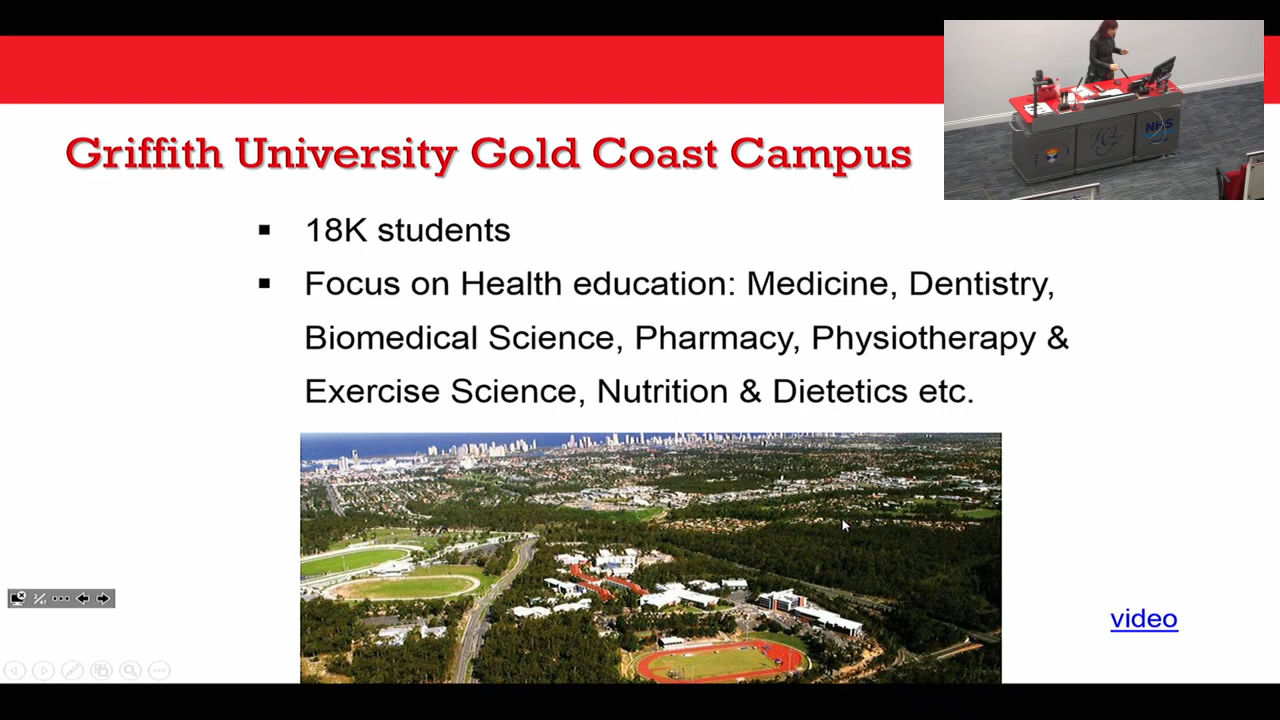 Griffith University Gold Coast Campus
▪ 18K students
▪ Focus on Health education: Medicine, Dentistry,
Biomedical Science, Pharmacy, Physiotherapy &
Exercise Science, Nutrition & Dietetics etc.
video
NHS